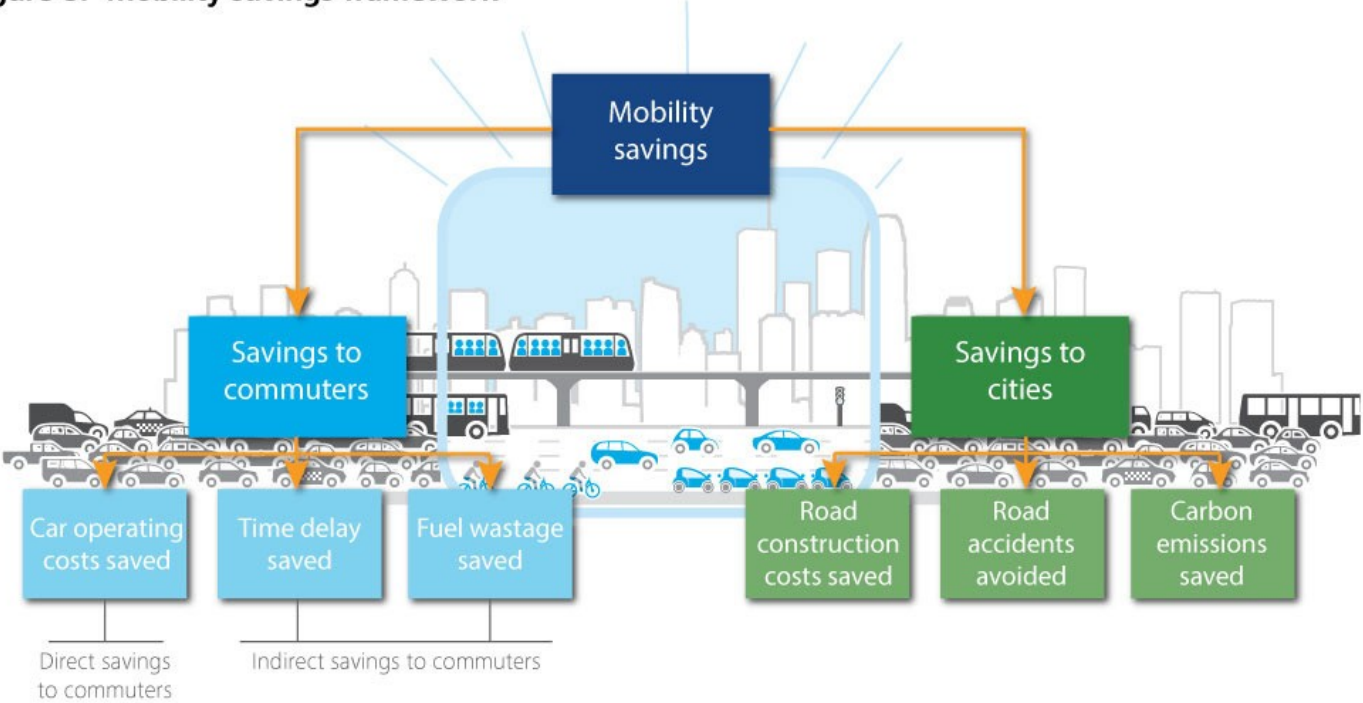 Mobility
savings
Savings to
commuters
Savings to
cities
Car operating
costs saved
Time delay
saved
Fuel wastage
saved
Road
construction
costs saved
Road
accidents
avoided
Carbon
emissions
saved
Direct savings
to commuters
Indirect savings to commuters